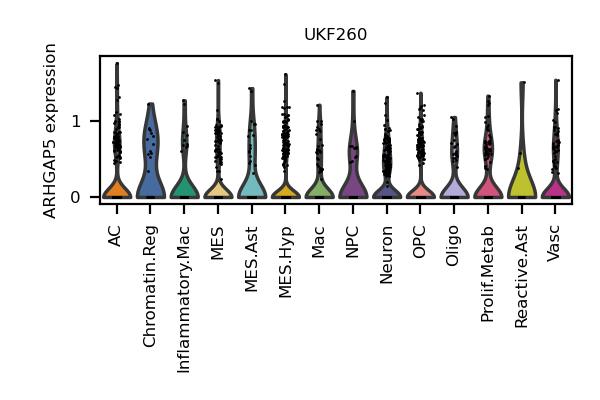 UKF260
ARHGAP5 expression
1
0
AC
Chromatin.Reg
Inflammatory.Mac
MES
MES.Ast
MES.Hyp
Mac
NPC
Neuron
OPC
Oligo
Prolif.Metab
Reactive.Ast
Vasc